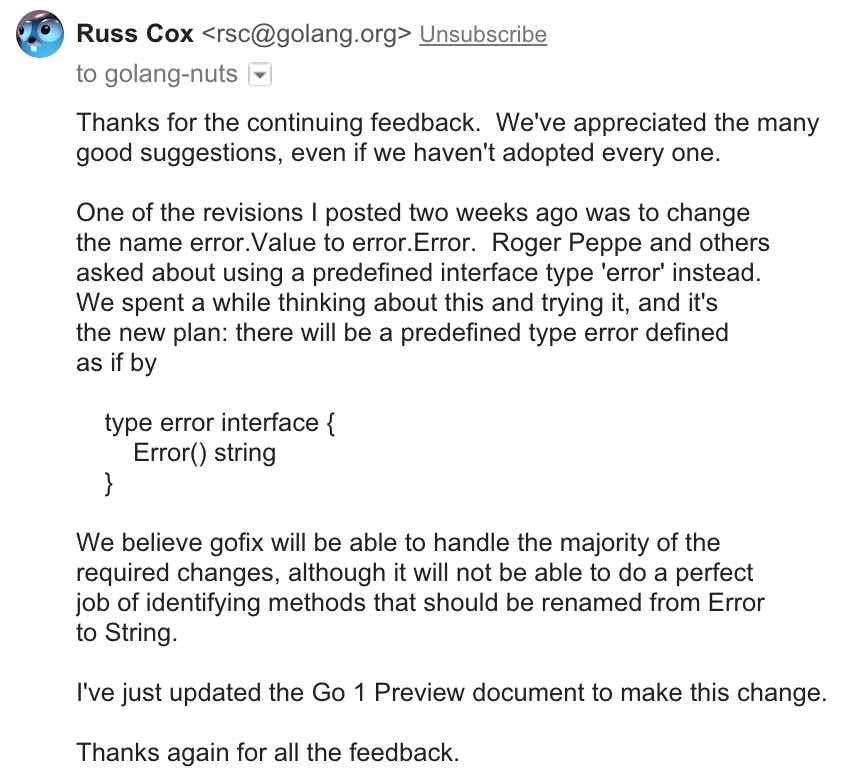 Russ Cox <rsc@golang.org> Unsubscribe
to golang-nuts
Thanks for the continuing feedback.  We've appreciated the many
good suggestions, even if we haven't adopted every one.
One of the revisions I posted two weeks ago was to change
the name error.Value to error.Error.  Roger Peppe and others
asked about using a predefined interface type 'error' instead.
We spent a while thinking about this and trying it, and it's
the new plan: there will be a predefined type error defined
as if by
type error interface {
Error() string
}
We believe gofix will be able to handle the majority of the
required changes, although it will not be able to do a perfect
job of identifying methods that should be renamed from Error
to String.
I've just updated the Go 1 Preview document to make this change.
Thanks again for all the feedback.